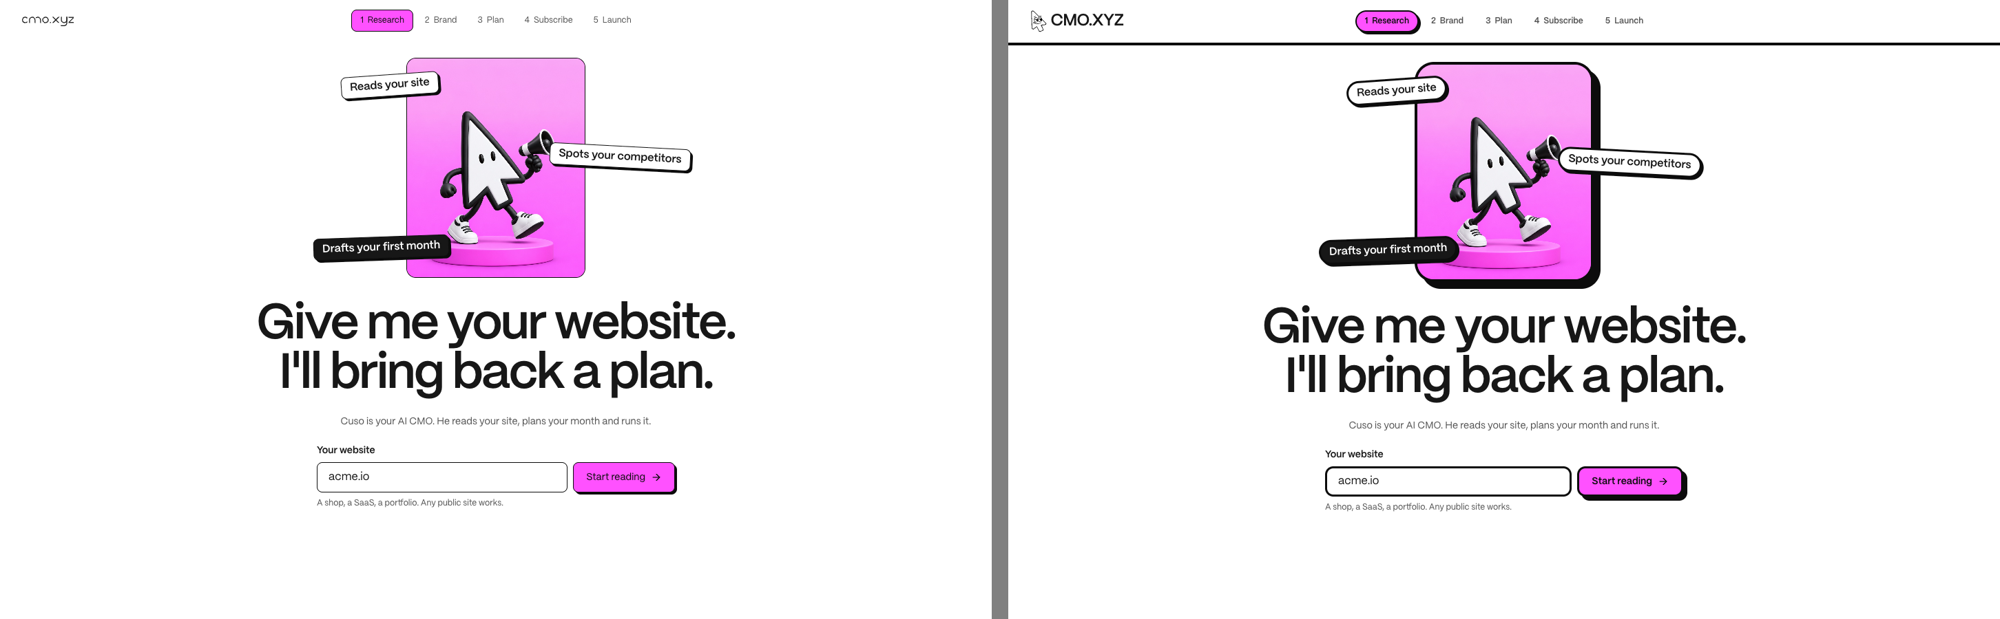 cmo.xyz
1 Research
2 Brand
3 Plan
4 Subscribe
5 Launch
Reads your site
Spots your competitors
Drafts your first month
Give me your website.
I'll bring back a plan.
Cuso is your AI CMO. He reads your site, plans your month and runs it.
Your website
acme.io
Start reading →
A shop, a SaaS, a portfolio. Any public site works.
CMO.XYZ
1 Research
2 Brand
3 Plan
4 Subscribe
5 Launch
Reads your site
Spots your competitors
Drafts your first month
Give me your website.
I'll bring back a plan.
Cuso is your AI CMO. He reads your site, plans your month and runs it.
Your website
acme.io
Start reading →
A shop, a SaaS, a portfolio. Any public site works.